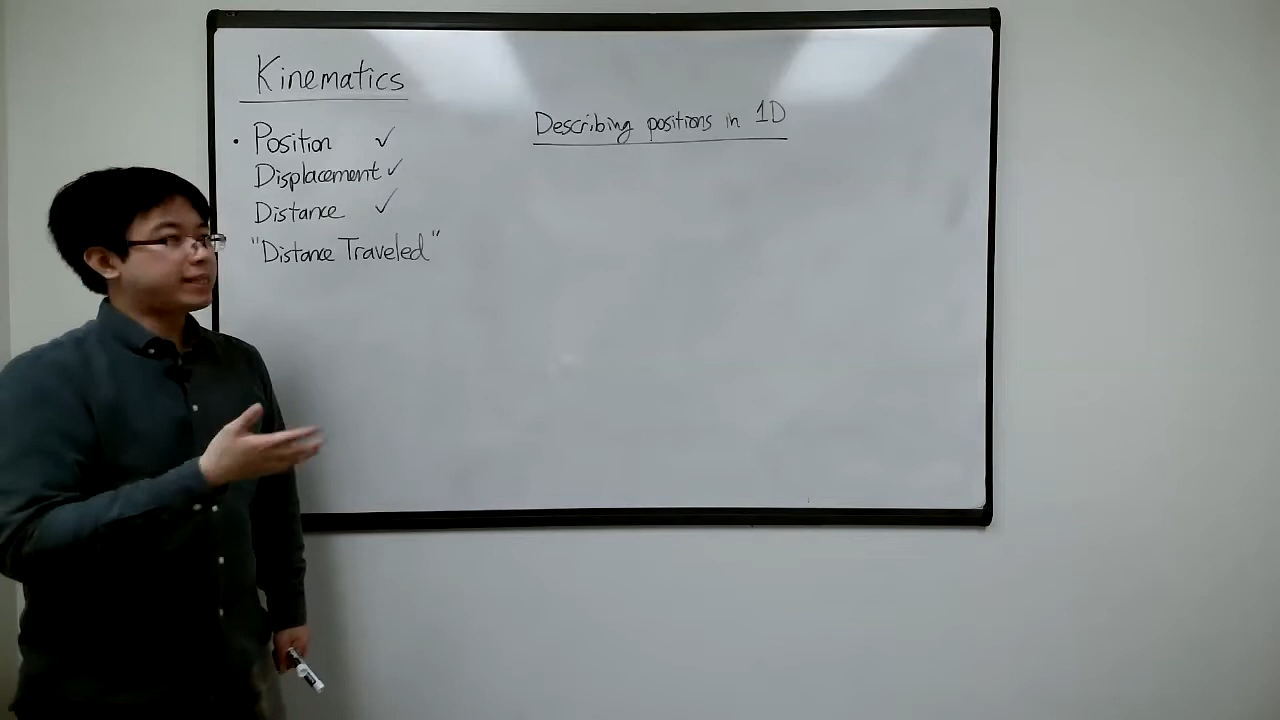 Kinematics
• Position ✓
Displacement ✓
Distance ✓
"Distance Traveled"
Describing positions in 1D